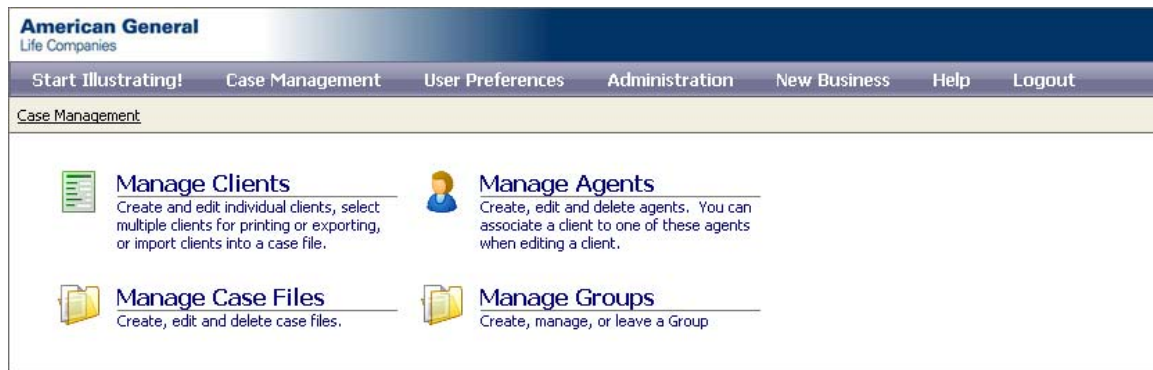 American General
Life Companies
Start Illustrating! Case Management User Preferences Administration New Business Help Logout
Case Management
Manage Clients
Create and edit individual clients, select
multiple clients for printing or exporting,
or import clients into a case file.
Manage Agents
Create, edit and delete agents. You can
associate a client to one of these agents
when editing a client.
Manage Case Files
Create, edit and delete case files.
Manage Groups
Create, manage, or leave a Group